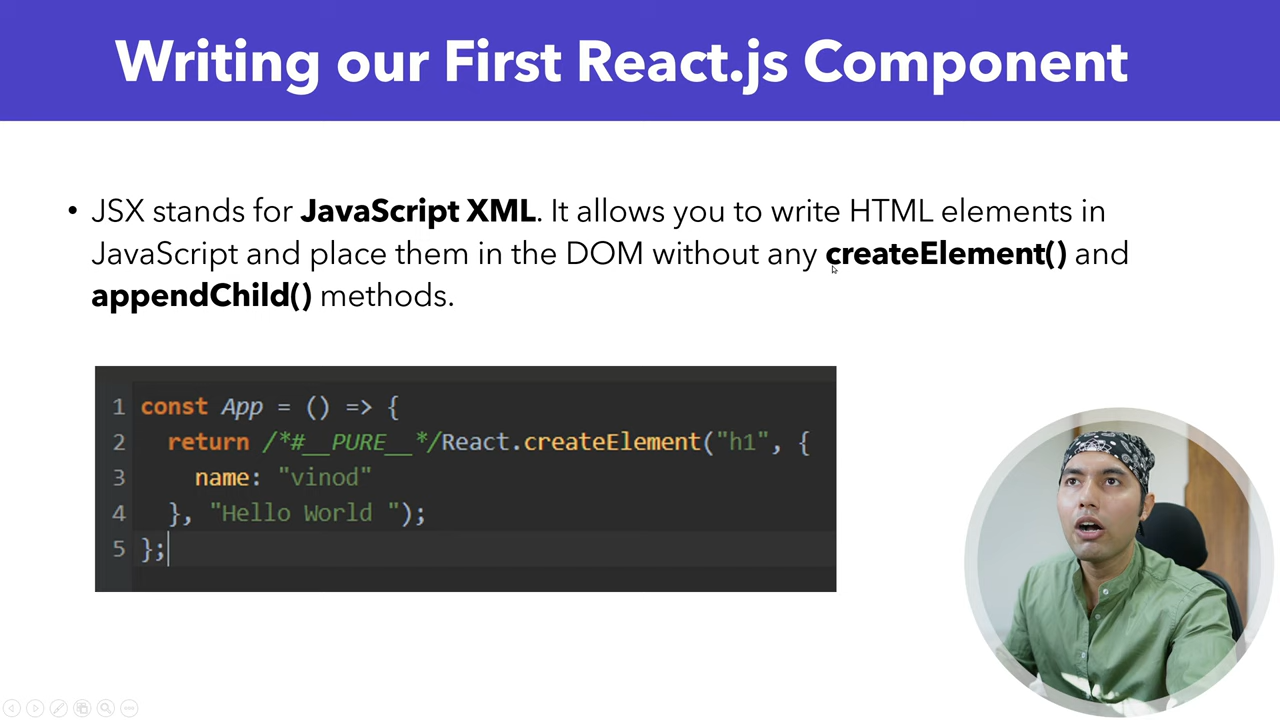 Writing our First React.js Component
• JSX stands for JavaScript XML. It allows you to write HTML elements in
JavaScript and place them in the DOM without any createElement() and
appendChild() methods.
1 const App = () => {
2   return /*#__PURE__*/React.createElement("h1", {
3     name: "vinod"
4   }, "Hello World ");
5 };